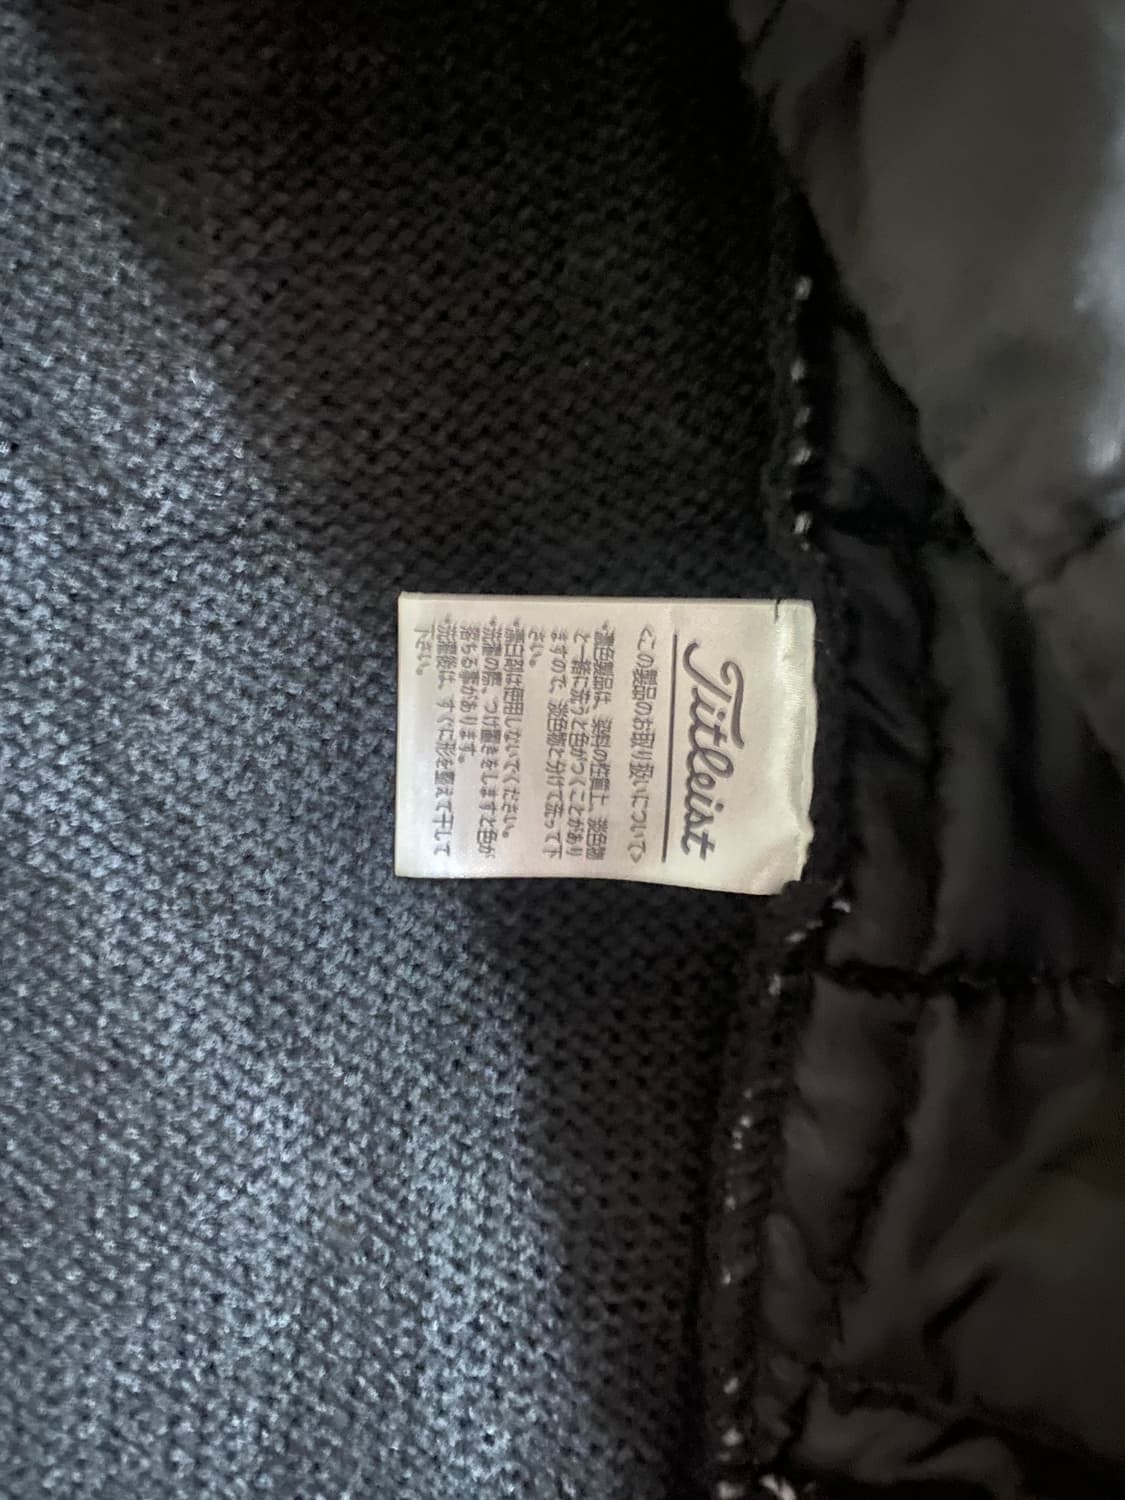 Titleist
<この製品のお取り扱いについて>
*濃色製品は、染料の性質上、淡色物
と一緒に洗うと色がつくことがあり
ますので、淡色物と分けて洗って下
さい。
*漂白剤は使用しないでください。
*洗濯の際、つけ置きをしますと色が
落ちる事があります。
*洗濯後は、すぐに形を整えて干して
下さい。